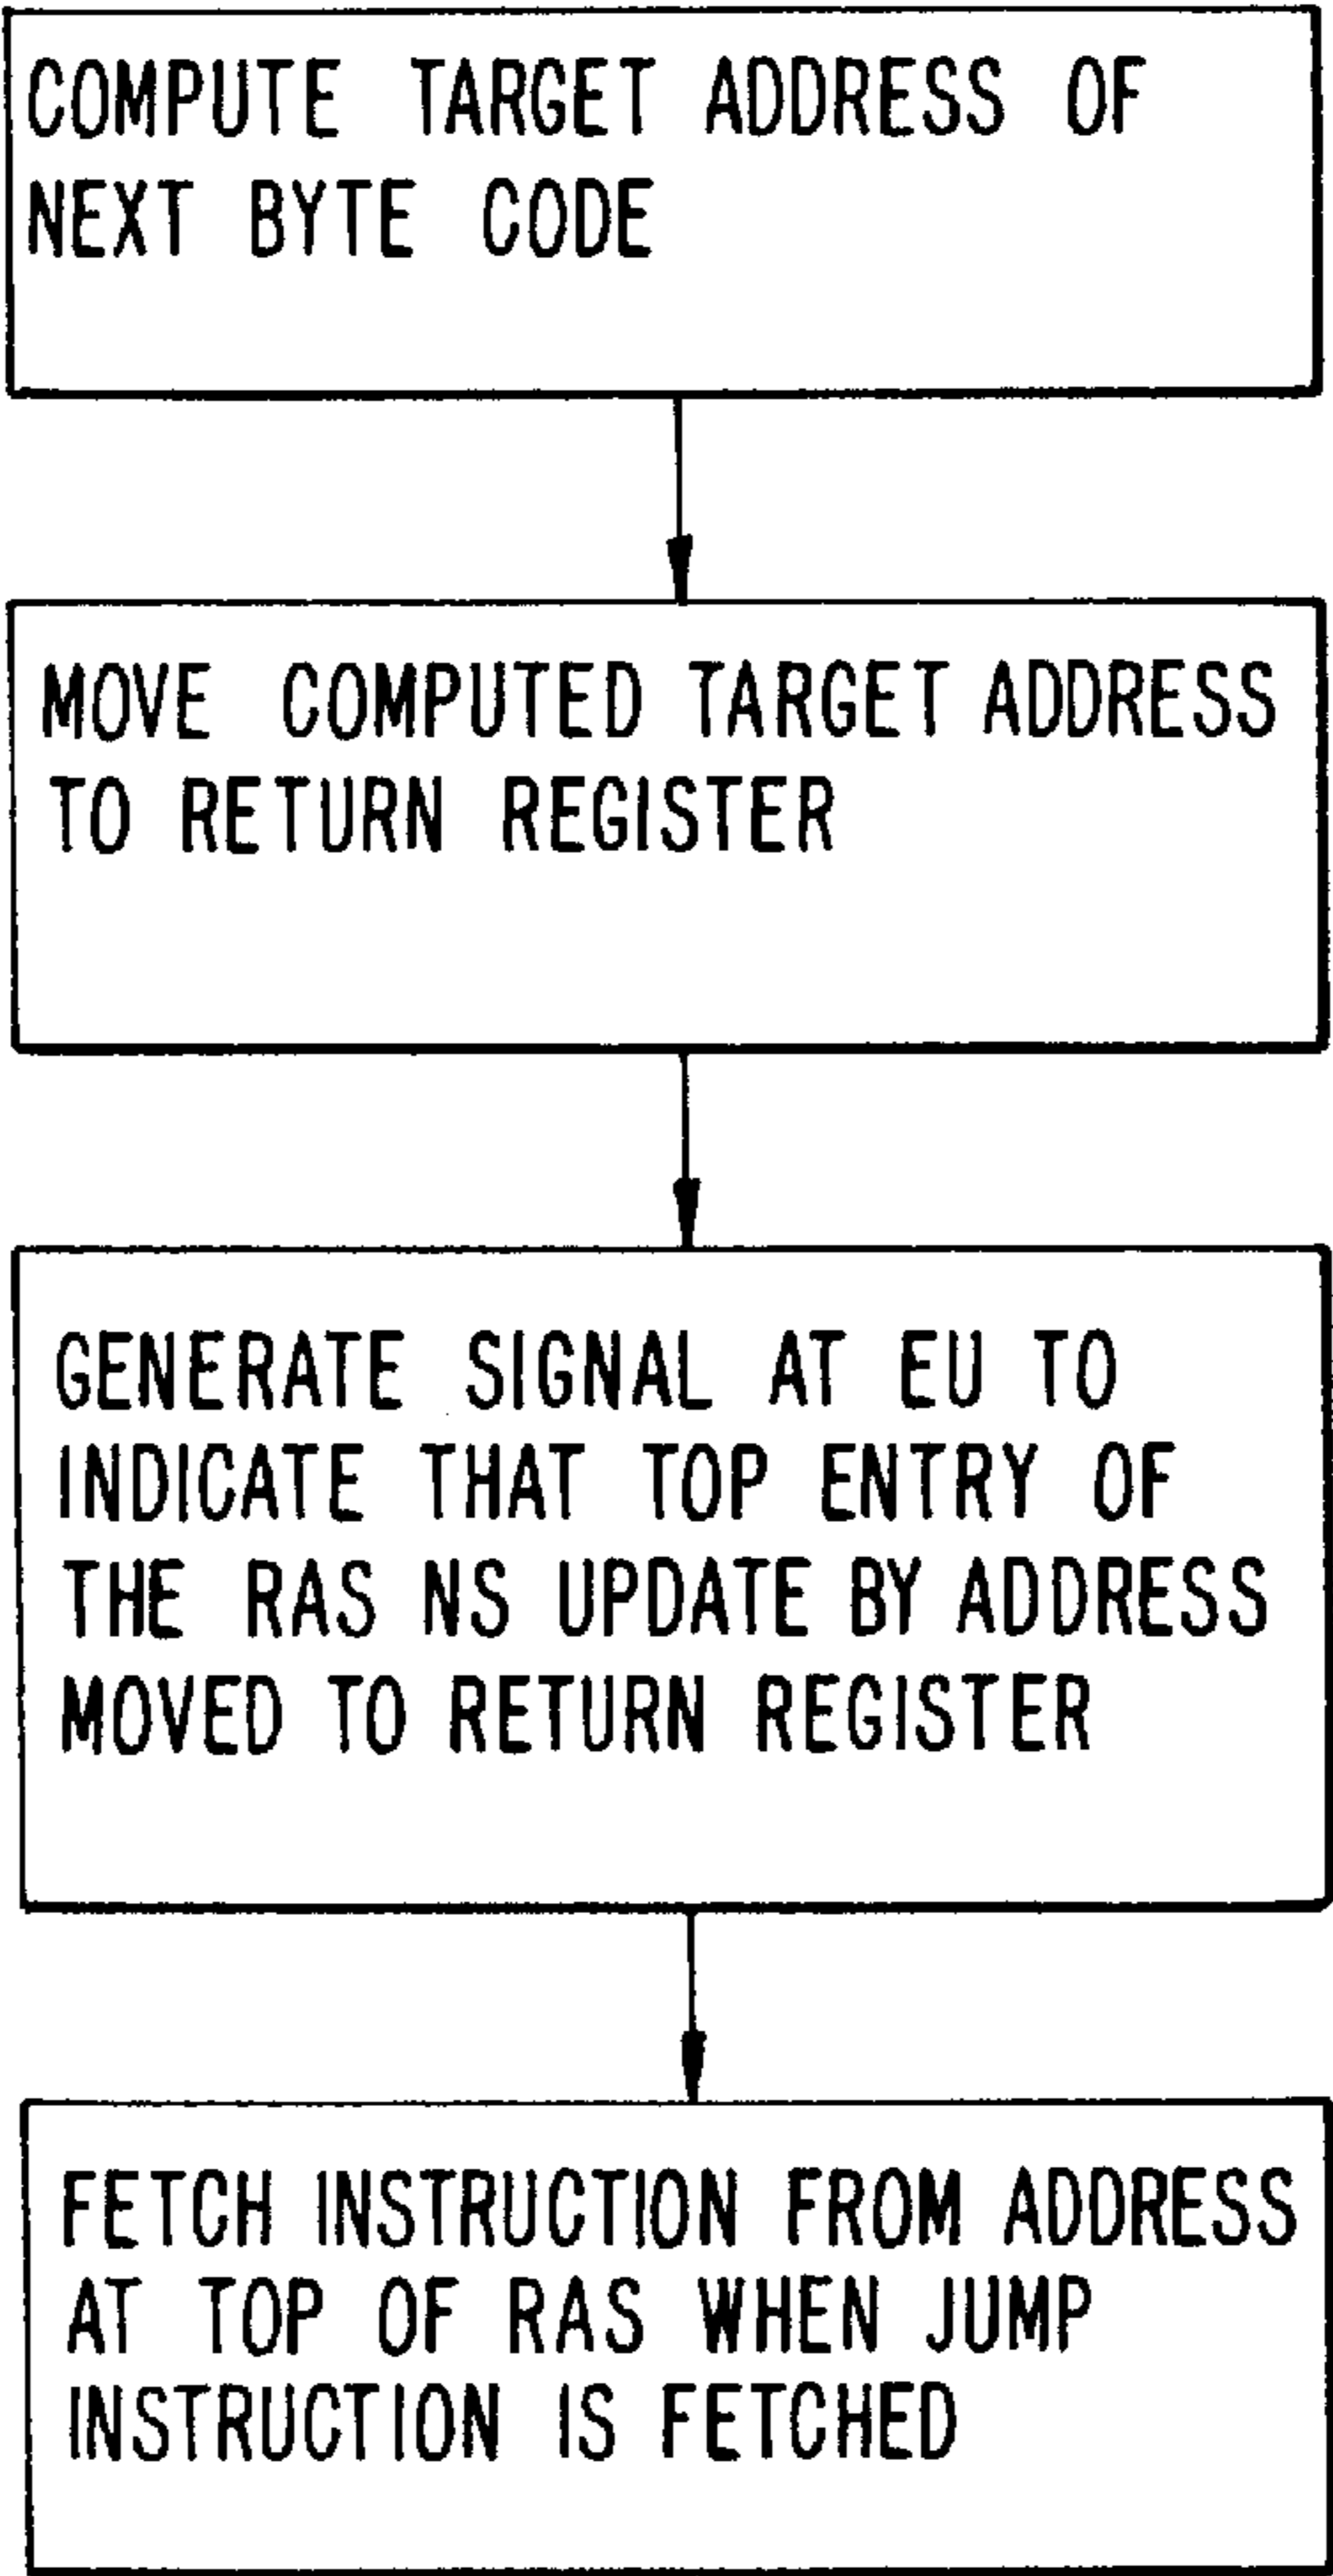 COMPUTE TARGET ADDRESS OF
NEXT BYTE CODE
MOVE COMPUTED TARGET ADDRESS
TO RETURN REGISTER
GENERATE SIGNAL AT EU TO
INDICATE THAT TOP ENTRY OF
THE RAS NS UPDATE BY ADDRESS
MOVED TO RETURN REGISTER
FETCH INSTRUCTION FROM ADDRESS
AT TOP OF RAS WHEN JUMP
INSTRUCTION IS FETCHED